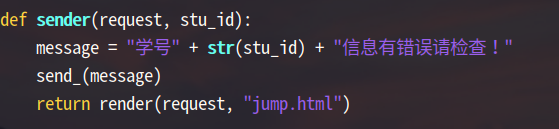 def sender(request, stu_id):
    message = "学号" + str(stu_id) + "信息有错误请检查！"
    send_(message)
    return render(request, "jump.html")